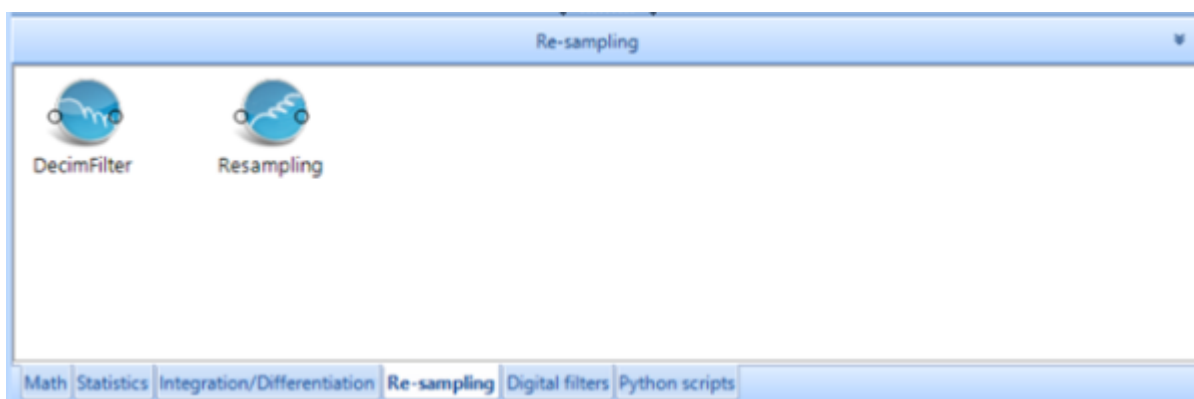 Re-sampling
DecimFilter Resampling
Math Statistics Integration/Differentiation Re-sampling Digital filters Python scripts